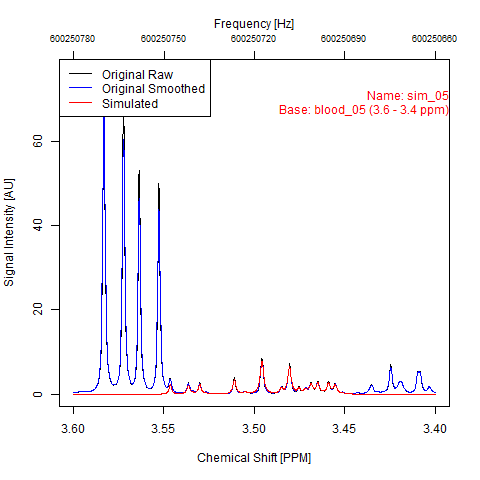 Frequency [Hz]
600250780 600250750 600250720 600250690 600250660
Original Raw
Original Smoothed
Simulated
Name: sim_05
Base: blood_05 (3.6 - 3.4 ppm)
Signal Intensity [AU]
60
40
20
0
3.60 3.55 3.50 3.45 3.40
Chemical Shift [PPM]